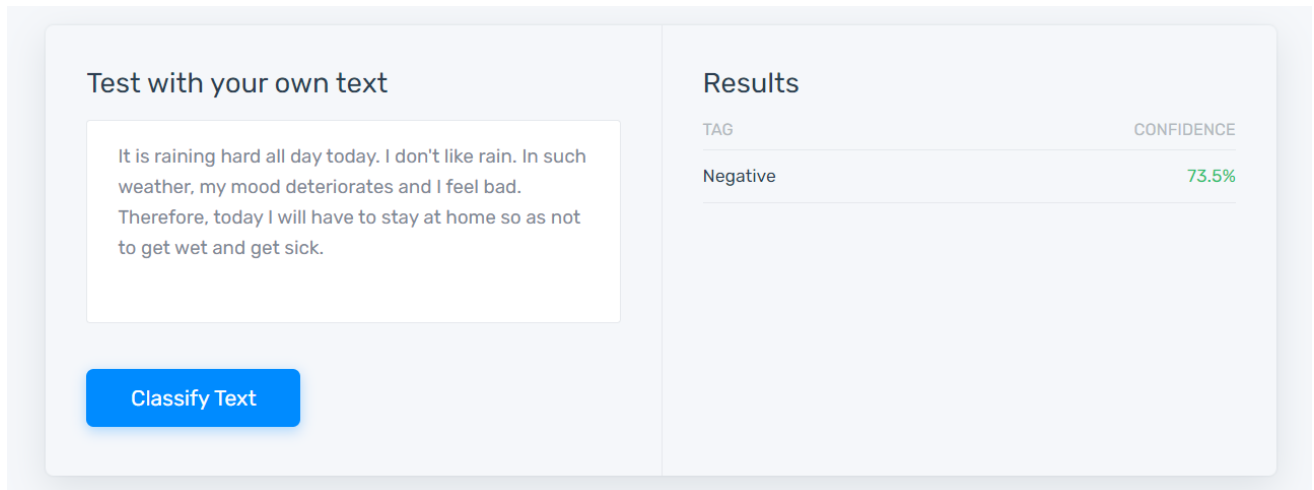 Test with your own text
It is raining hard all day today. I don't like rain. In such
weather, my mood deteriorates and I feel bad.
Therefore, today I will have to stay at home so as not
to get wet and get sick.
Classify Text
Results
TAG CONFIDENCE
Negative 73.5%